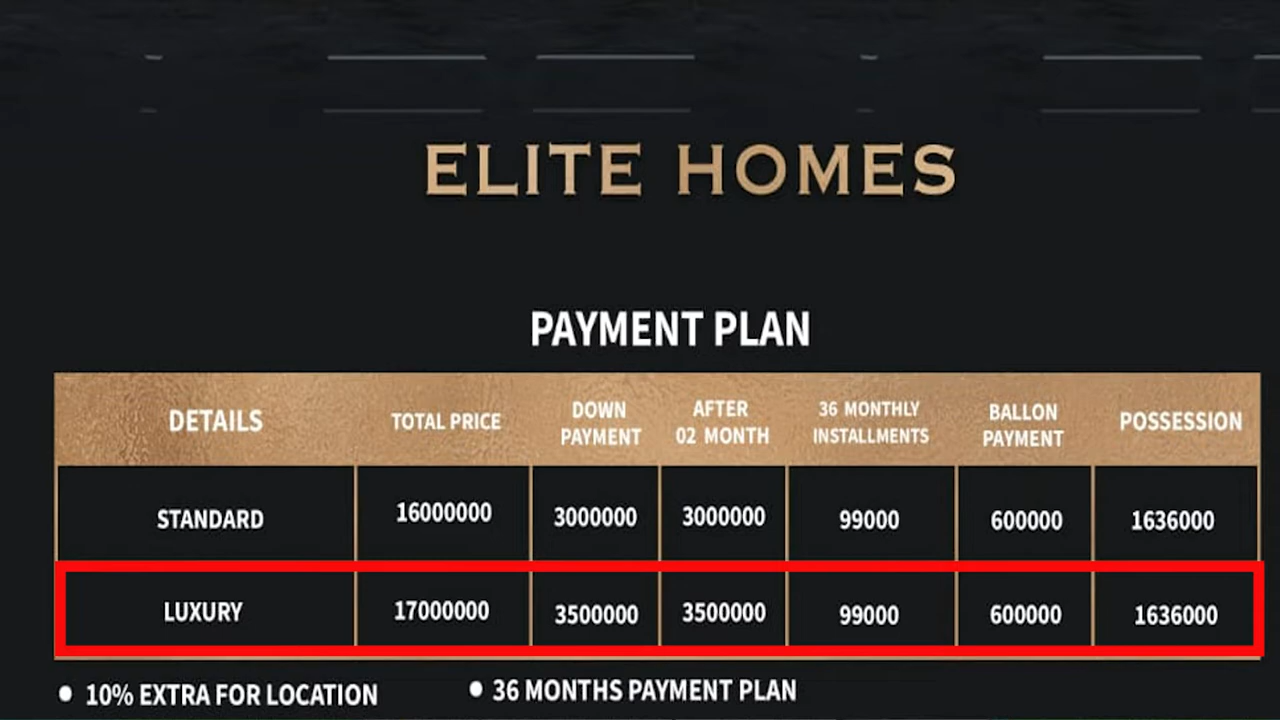 ELITE HOMES
PAYMENT PLAN
DETAILS TOTAL PRICE DOWN PAYMENT AFTER 02 MONTH 36 MONTHLY INSTALLMENTS BALLON PAYMENT POSSESSION
STANDARD 16000000 3000000 3000000 99000 600000 1636000
LUXURY 17000000 3500000 3500000 99000 600000 1636000
• 10% EXTRA FOR LOCATION • 36 MONTHS PAYMENT PLAN